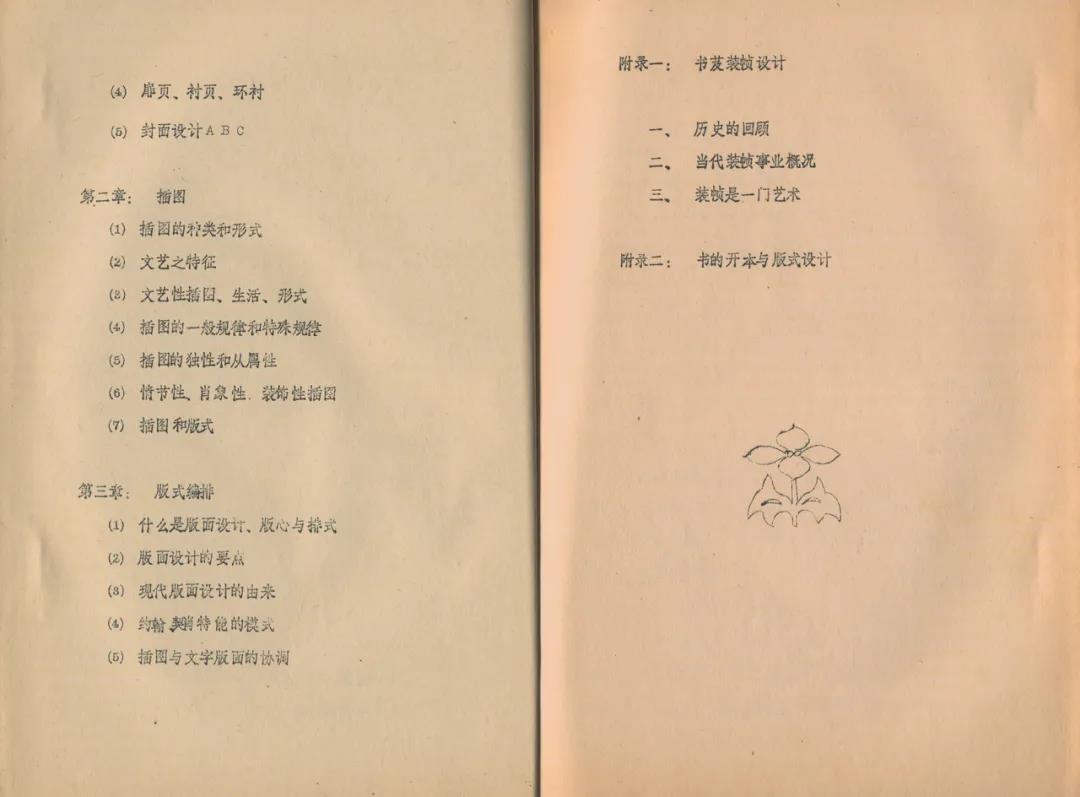 (4) 扉页、衬页、环衬
(5) 封面设计ABC
第二章： 插图
(1) 插图的种类和形式
(2) 文艺之特征
(3) 文艺性插图、生活、形式
(4) 插图的一般规律和特殊规律
(5) 插图的独性和从属性
(6) 情节性、肖象性、装饰性插图
(7) 插图和版式
第三章： 版式编排
(1) 什么是版面设计、版心与排式
(2) 版面设计的要点
(3) 现代版面设计的由来
(4) 约翰·契肖特能的模式
(5) 插图与文字版面的协调
附录一： 书芨装帧设计
一、 历史的回顾
二、 当代装帧事业概况
三、 装帧是一门艺术
附录二： 书的开本与版式设计